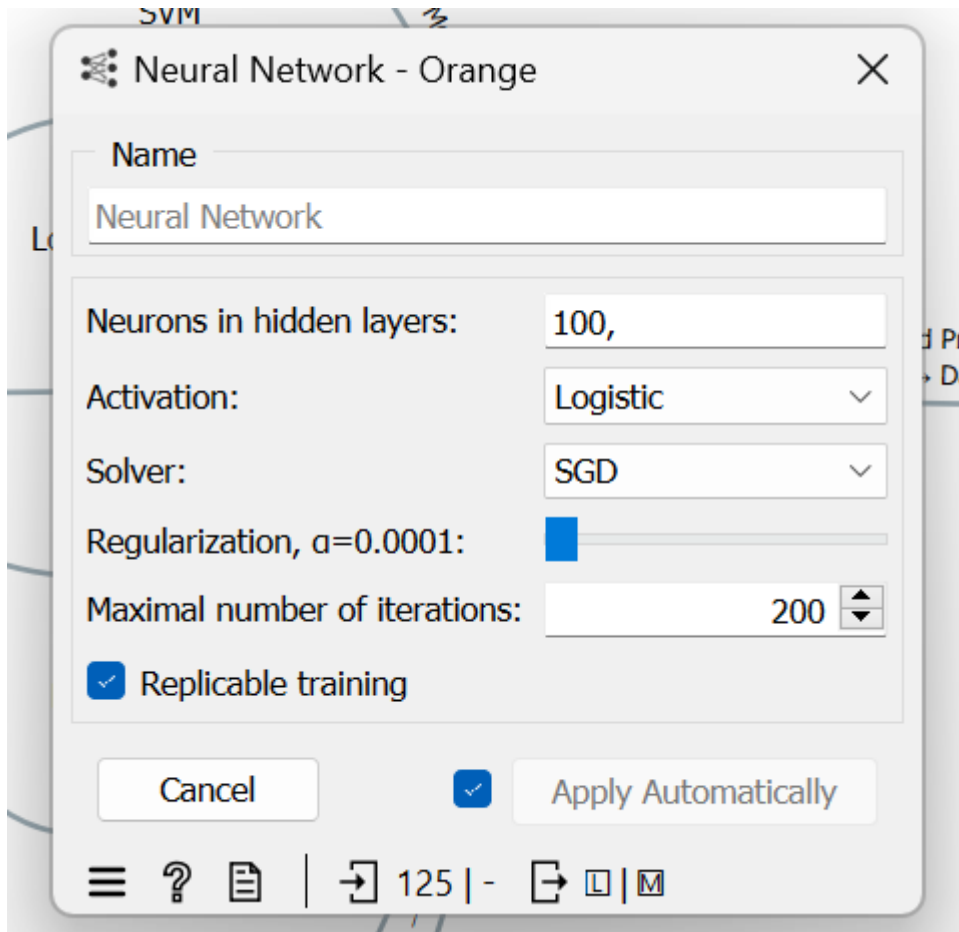 SVM
Neural Network - Orange
Name
Neural Network
Neurons in hidden layers:
100,
Activation:
Logistic
Solver:
SGD
Regularization, α=0.0001:
Maximal number of iterations:
200
Replicable training
Cancel
Apply Automatically
125 | -
L | M